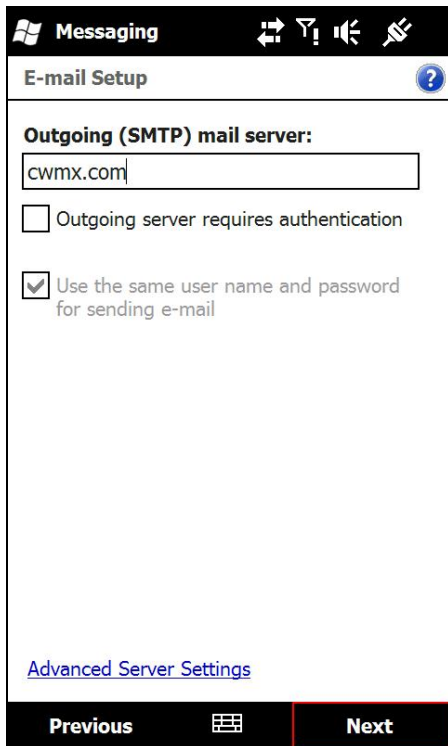 Messaging
E-mail Setup
Outgoing (SMTP) mail server:
cwmx.com
Outgoing server requires authentication
Use the same user name and password
for sending e-mail
Advanced Server Settings
Previous
Next